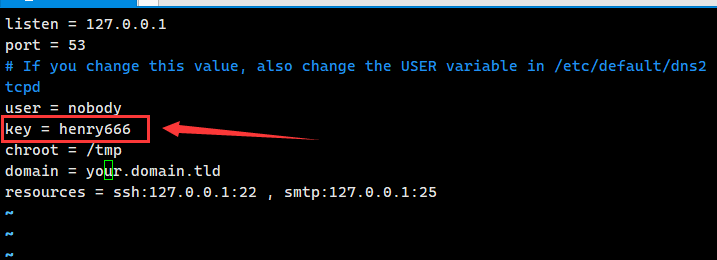 listen = 127.0.0.1
port = 53
# If you change this value, also change the USER variable in /etc/default/dns2
tcpd
user = nobody
key = henry666
chroot = /tmp
domain = your.domain.tld
resources = ssh:127.0.0.1:22 , smtp:127.0.0.1:25
~
~
~